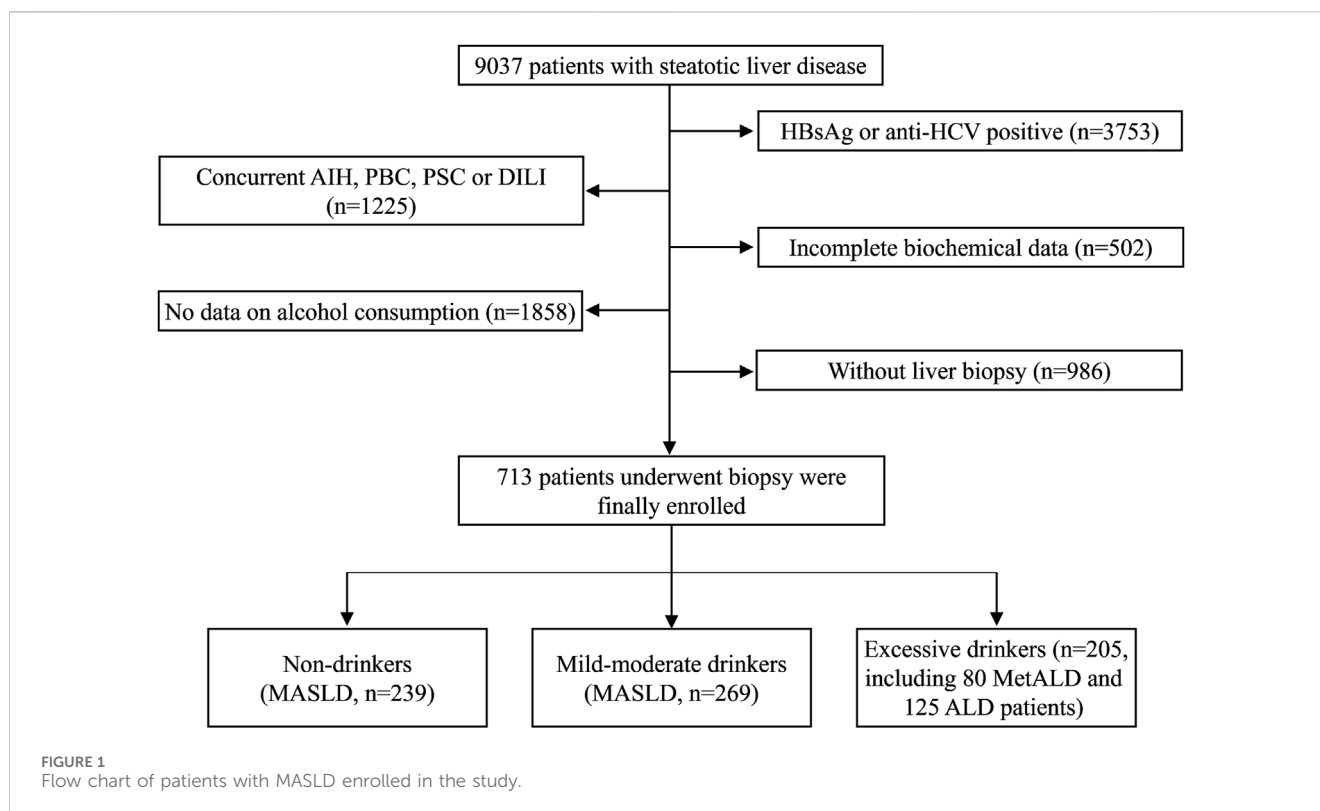 9037 patients with steatotic liver disease
HBsAg or anti-HCV positive (n=3753)
Concurrent AIH, PBC, PSC or DILI
(n=1225)
Incomplete biochemical data (n=502)
No data on alcohol consumption (n=1858)
Without liver biopsy (n=986)
713 patients underwent biopsy were
finally enrolled
Non-drinkers
(MASLD, n=239)
Mild-moderate drinkers
(MASLD, n=269)
Excessive drinkers (n=205,
including 80 MetALD and
125 ALD patients)
FIGURE 1
Flow chart of patients with MASLD enrolled in the study.